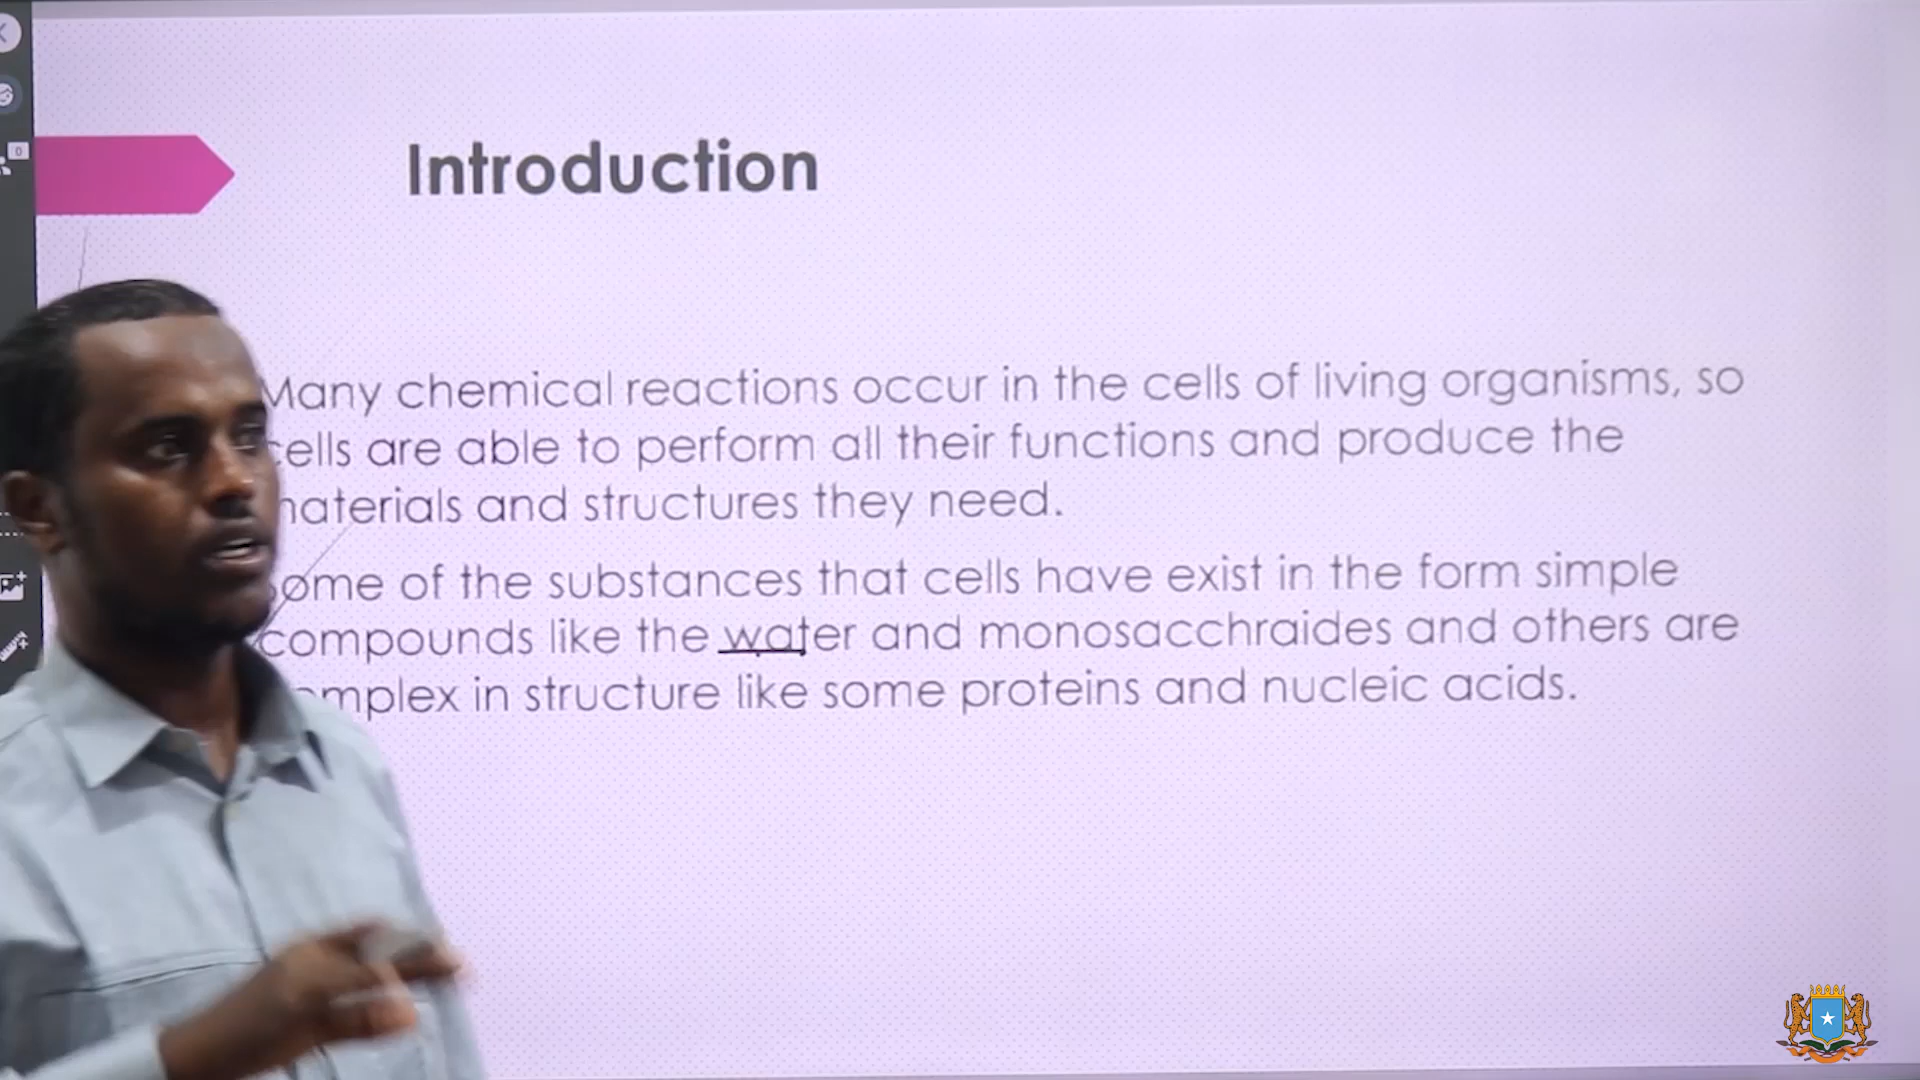 0
Introduction
Many chemical reactions occur in the cells of living organisms, so
cells are able to perform all their functions and produce the
materials and structures they need.
Some of the substances that cells have exist in the form simple
compounds like the water and monosacchraides and others are
complex in structure like some proteins and nucleic acids.